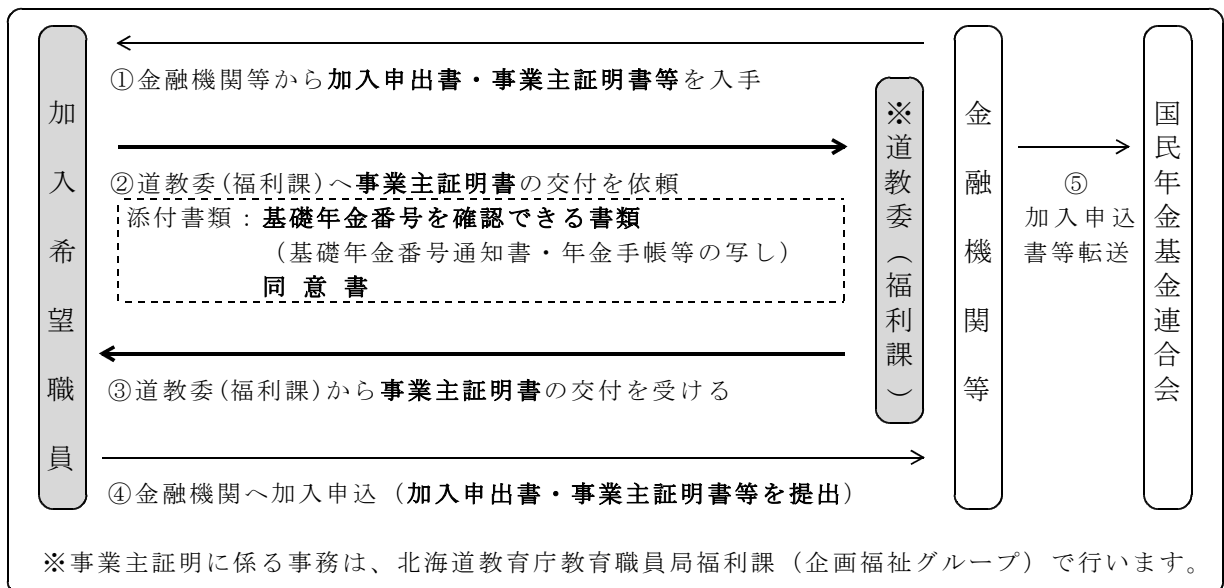 加入希望職員
①金融機関等から加入申出書・事業主証明書等を入手
②道教委(福利課)へ事業主証明書の交付を依頼
添付書類：基礎年金番号を確認できる書類
（基礎年金番号通知書・年金手帳等の写し）
同意書
③道教委(福利課)から事業主証明書の交付を受ける
④金融機関へ加入申込（加入申出書・事業主証明書等を提出）
※道教委（福利課）
金融機関等
⑤
加入申込
書等転送
国民年金基金連合会
※事業主証明に係る事務は、北海道教育庁教育職員局福利課（企画福祉グループ）で行います。